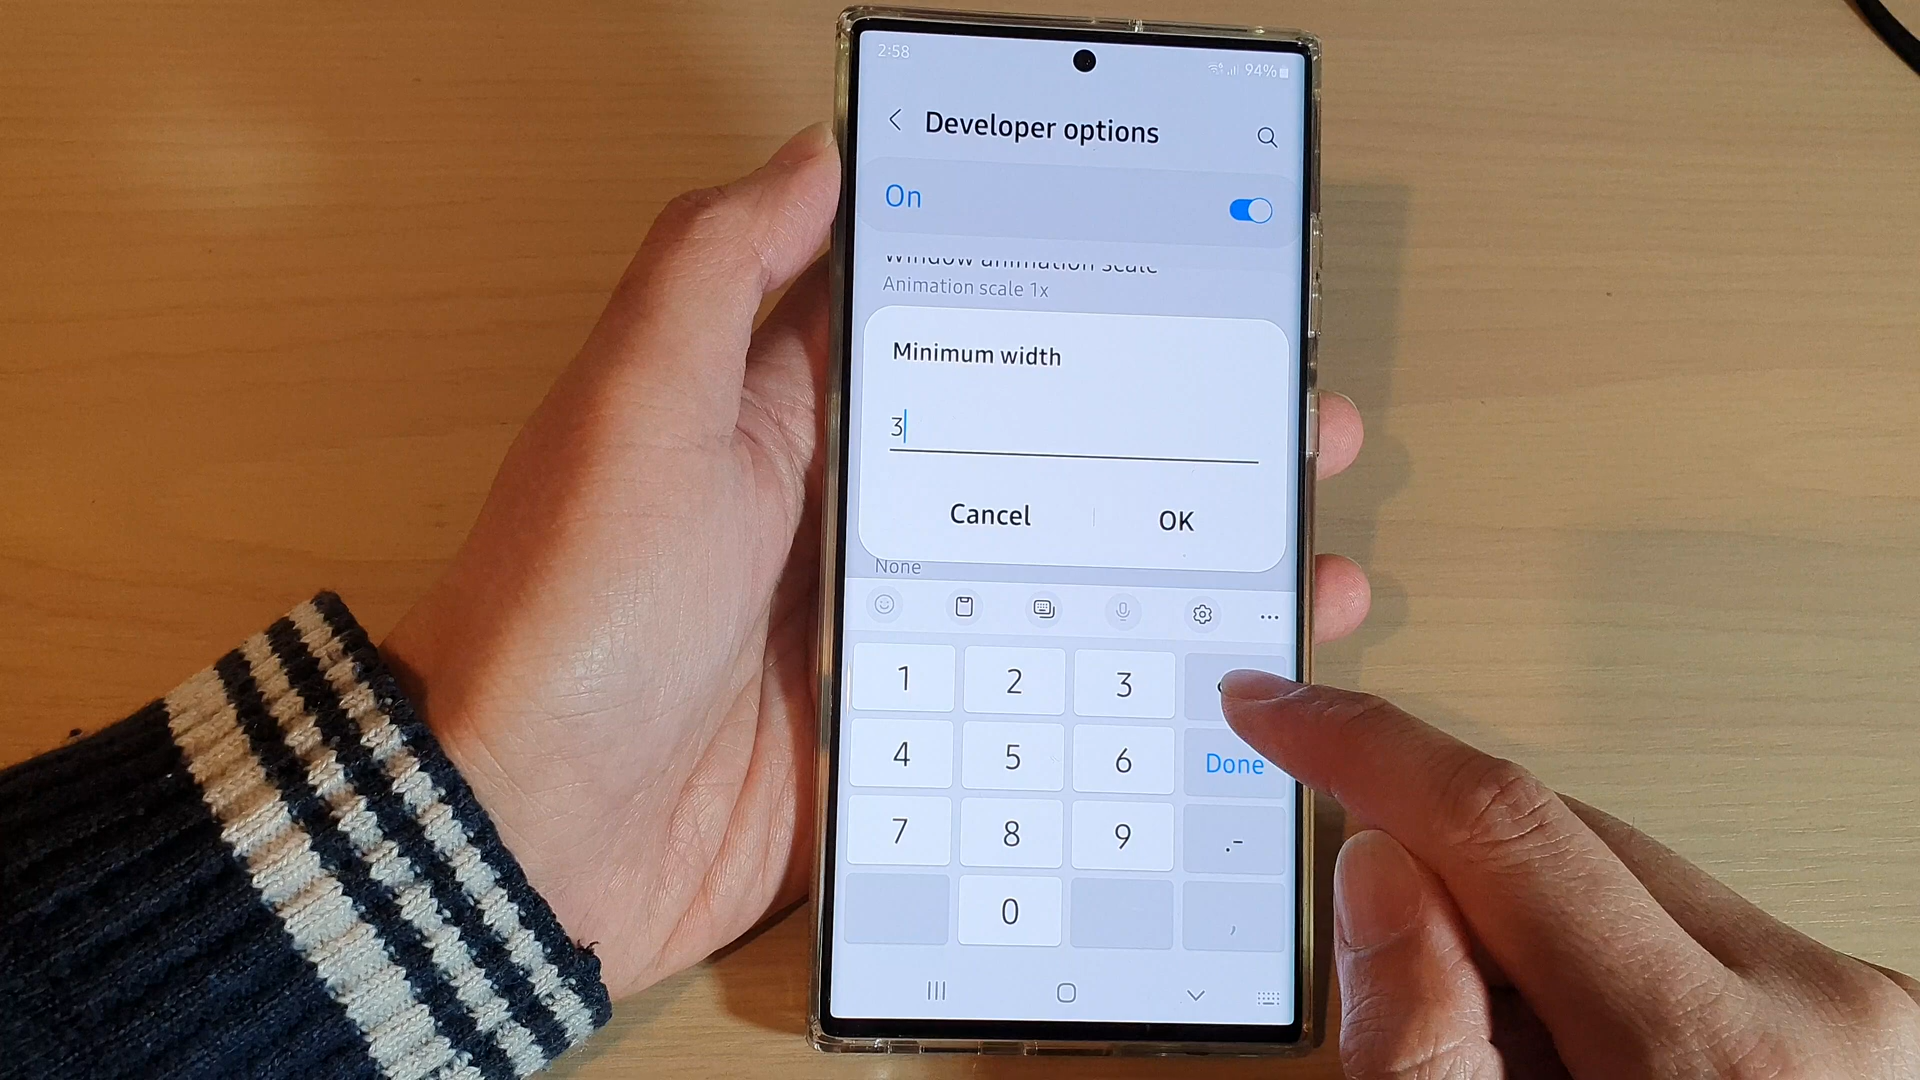 2:58
94%
Developer options
On
Window animation scale
Animation scale 1x
Minimum width
3
Cancel
OK
None
1 2 3
4 5 6 Done
7 8 9 .-
0 ,